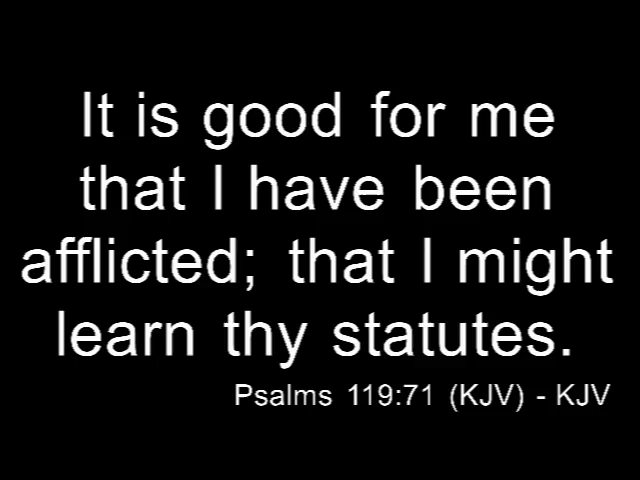 It is good for me
that I have been
afflicted; that I might
learn thy statutes.
Psalms 119:71 (KJV) - KJV